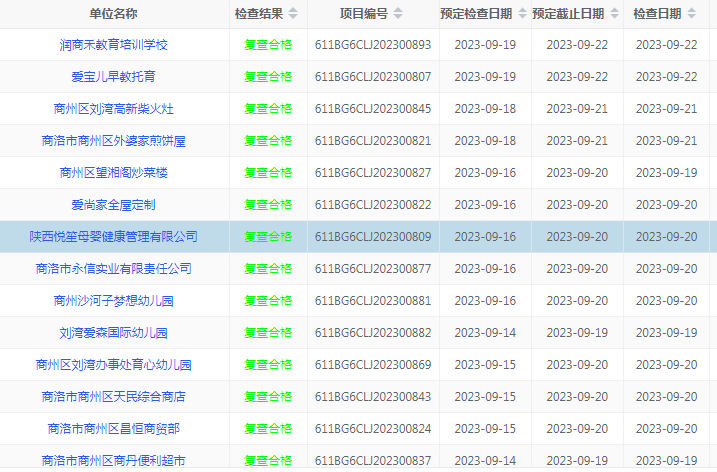 单位名称 检查结果 项目编号 预定检查日期 预定截止日期 检查日期
润商禾教育培训学校 复查合格 611BG6CLJ202300893 2023-09-19 2023-09-22 2023-09-22
爱宝儿早教托育 复查合格 611BG6CLJ202300807 2023-09-19 2023-09-22 2023-09-22
商州区刘湾高新柴火灶 复查合格 611BG6CLJ202300845 2023-09-18 2023-09-21 2023-09-21
商洛市商州区外婆家煎饼屋 复查合格 611BG6CLJ202300821 2023-09-18 2023-09-21 2023-09-21
商州区望湘阁炒菜楼 复查合格 611BG6CLJ202300827 2023-09-16 2023-09-20 2023-09-19
爱尚家全屋定制 复查合格 611BG6CLJ202300822 2023-09-16 2023-09-20 2023-09-20
陕西悦笙母婴健康管理有限公司 复查合格 611BG6CLJ202300809 2023-09-16 2023-09-20 2023-09-20
商洛市永信实业有限责任公司 复查合格 611BG6CLJ202300877 2023-09-16 2023-09-20 2023-09-20
商州沙河子梦想幼儿园 复查合格 611BG6CLJ202300881 2023-09-16 2023-09-20 2023-09-20
刘湾爱森国际幼儿园 复查合格 611BG6CLJ202300882 2023-09-14 2023-09-19 2023-09-19
商州区刘湾办事处育心幼儿园 复查合格 611BG6CLJ202300869 2023-09-15 2023-09-20 2023-09-20
商洛市商州区天民综合商店 复查合格 611BG6CLJ202300843 2023-09-15 2023-09-20 2023-09-20
商洛市商州区昌恒商贸部 复查合格 611BG6CLJ202300824 2023-09-15 2023-09-20 2023-09-20
商洛市商州区商丹便利超市 复查合格 611BG6CLJ202300837 2023-09-14 2023-09-19 2023-09-19